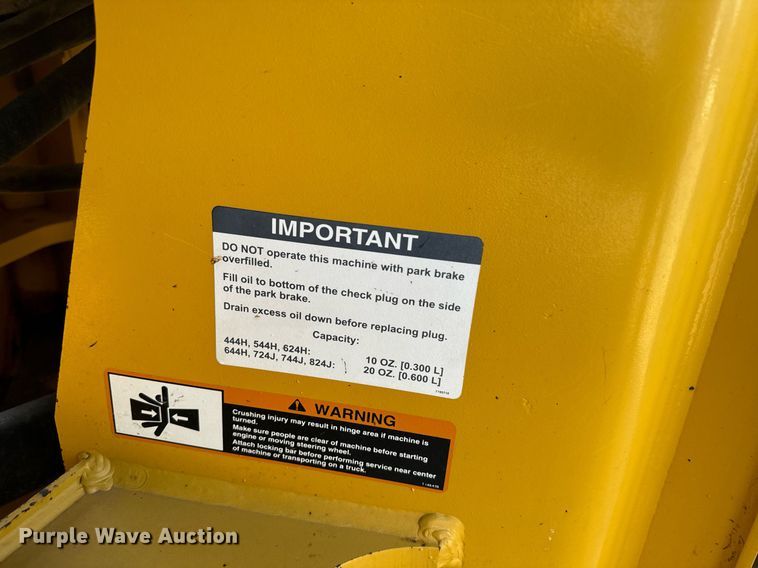 IMPORTANT
DO NOT operate this machine with park brake
overfilled.
Fill oil to bottom of the check plug on the side
of the park brake.
Drain excess oil down before replacing plug.
Capacity:
444H, 544H, 624H: 10 OZ. [0.300 L]
644H, 724J, 744J, 824J: 20 OZ. [0.600 L]
WARNING
Crushing injury may result in hinge area if machine is
turned.
Make sure people are clear of machine before starting
engine or moving steering wheel.
Attach locking bar before performing service near center
of machine or transporting on a truck.
Purple Wave Auction